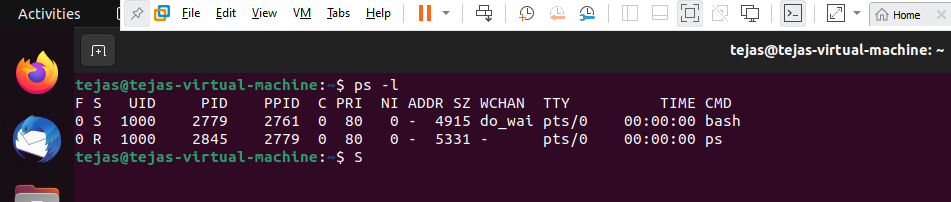 Activities File Edit View VM Tabs Help Home
tejas@tejas-virtual-machine: ~
tejas@tejas-virtual-machine:~$ ps -l
F S   UID     PID    PPID  C PRI  NI ADDR SZ WCHAN  TTY          TIME CMD
0 S  1000    2779    2761  0  80   0 -  4915 do_wai pts/0    00:00:00 bash
0 R  1000    2845    2779  0  80   0 -  5331 -      pts/0    00:00:00 ps
tejas@tejas-virtual-machine:~$ S